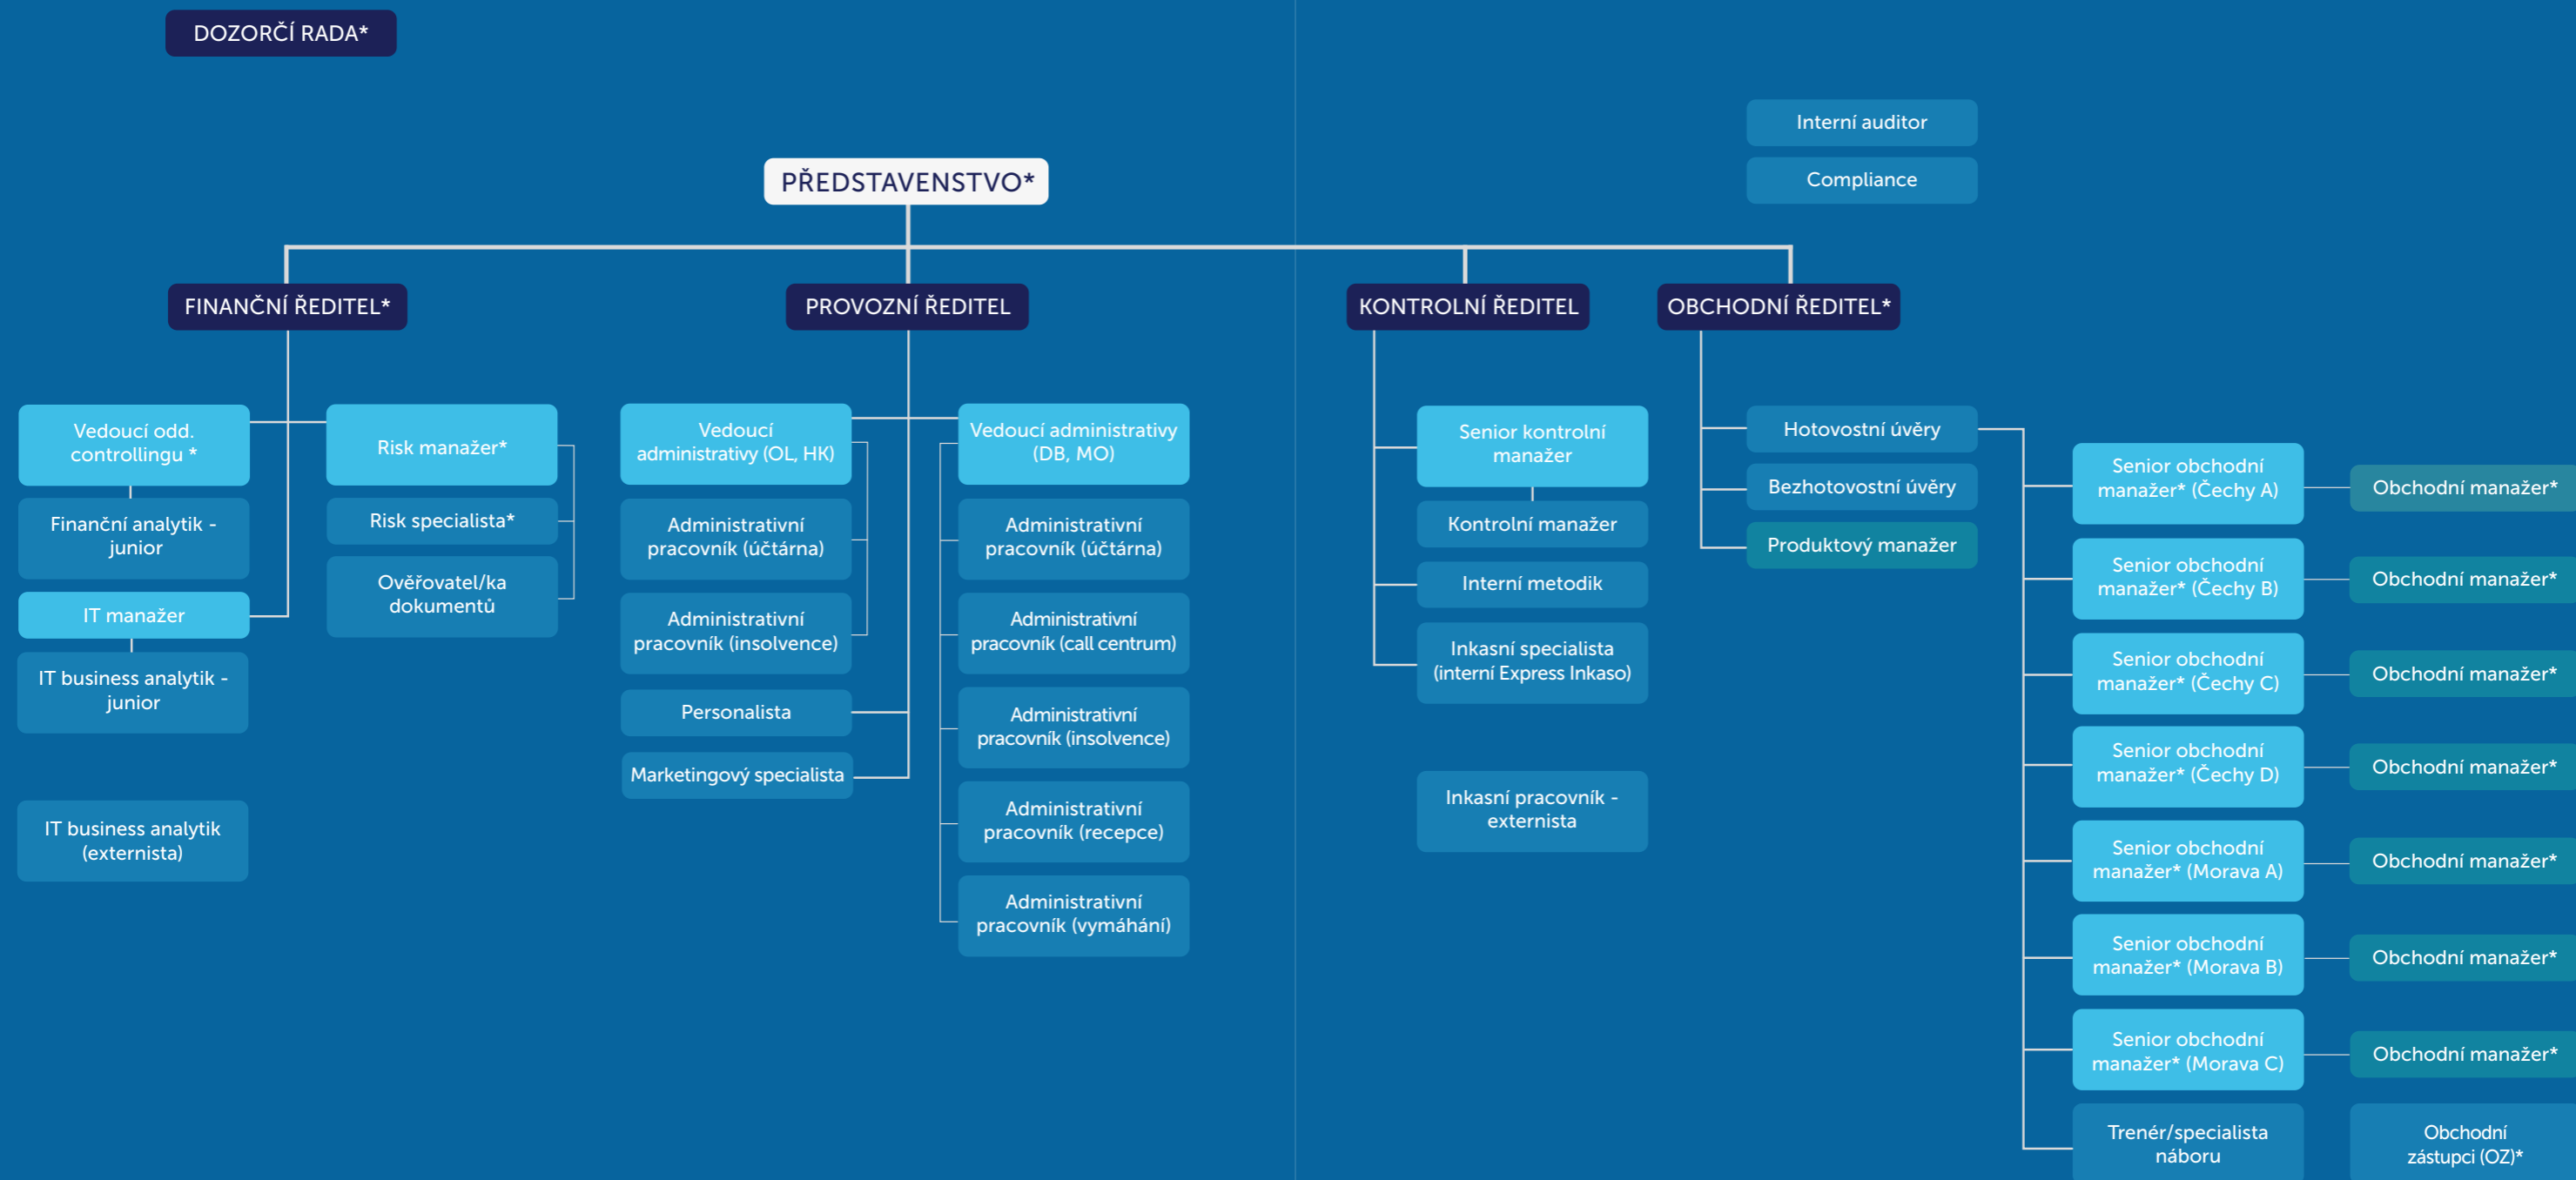 DOZORČÍ RADA*
Interní auditor
Compliance
PŘEDSTAVENSTVO*
FINANČNÍ ŘEDITEL*
PROVOZNÍ ŘEDITEL
KONTROLNÍ ŘEDITEL
OBCHODNÍ ŘEDITEL*
Vedoucí odd.
controllingu *
Finanční analytik -
junior
IT manažer
IT business analytik -
junior
IT business analytik
(externista)
Risk manažer*
Risk specialista*
Ověřovatel/ka
dokumentů
Vedoucí
administrativy (OL, HK)
Administrativní
pracovník (účtárna)
Administrativní
pracovník (insolvence)
Personalista
Marketingový specialista
Vedoucí administrativy
(DB, MO)
Administrativní
pracovník (účtárna)
Administrativní
pracovník (call centrum)
Administrativní
pracovník (insolvence)
Administrativní
pracovník (recepce)
Administrativní
pracovník (vymáhání)
Senior kontrolní
manažer
Kontrolní manažer
Interní metodik
Inkasní specialista
(interní Express Inkaso)
Inkasní pracovník -
externista
Hotovostní úvěry
Bezhotovostní úvěry
Produktový manažer
Senior obchodní
manažer* (Čechy A)
Obchodní manažer*
Senior obchodní
manažer* (Čechy B)
Obchodní manažer*
Senior obchodní
manažer* (Čechy C)
Obchodní manažer*
Senior obchodní
manažer* (Čechy D)
Obchodní manažer*
Senior obchodní
manažer* (Morava A)
Obchodní manažer*
Senior obchodní
manažer* (Morava B)
Obchodní manažer*
Senior obchodní
manažer* (Morava C)
Obchodní manažer*
Trenér/specialista
náboru
Obchodní
zástupci (OZ)*